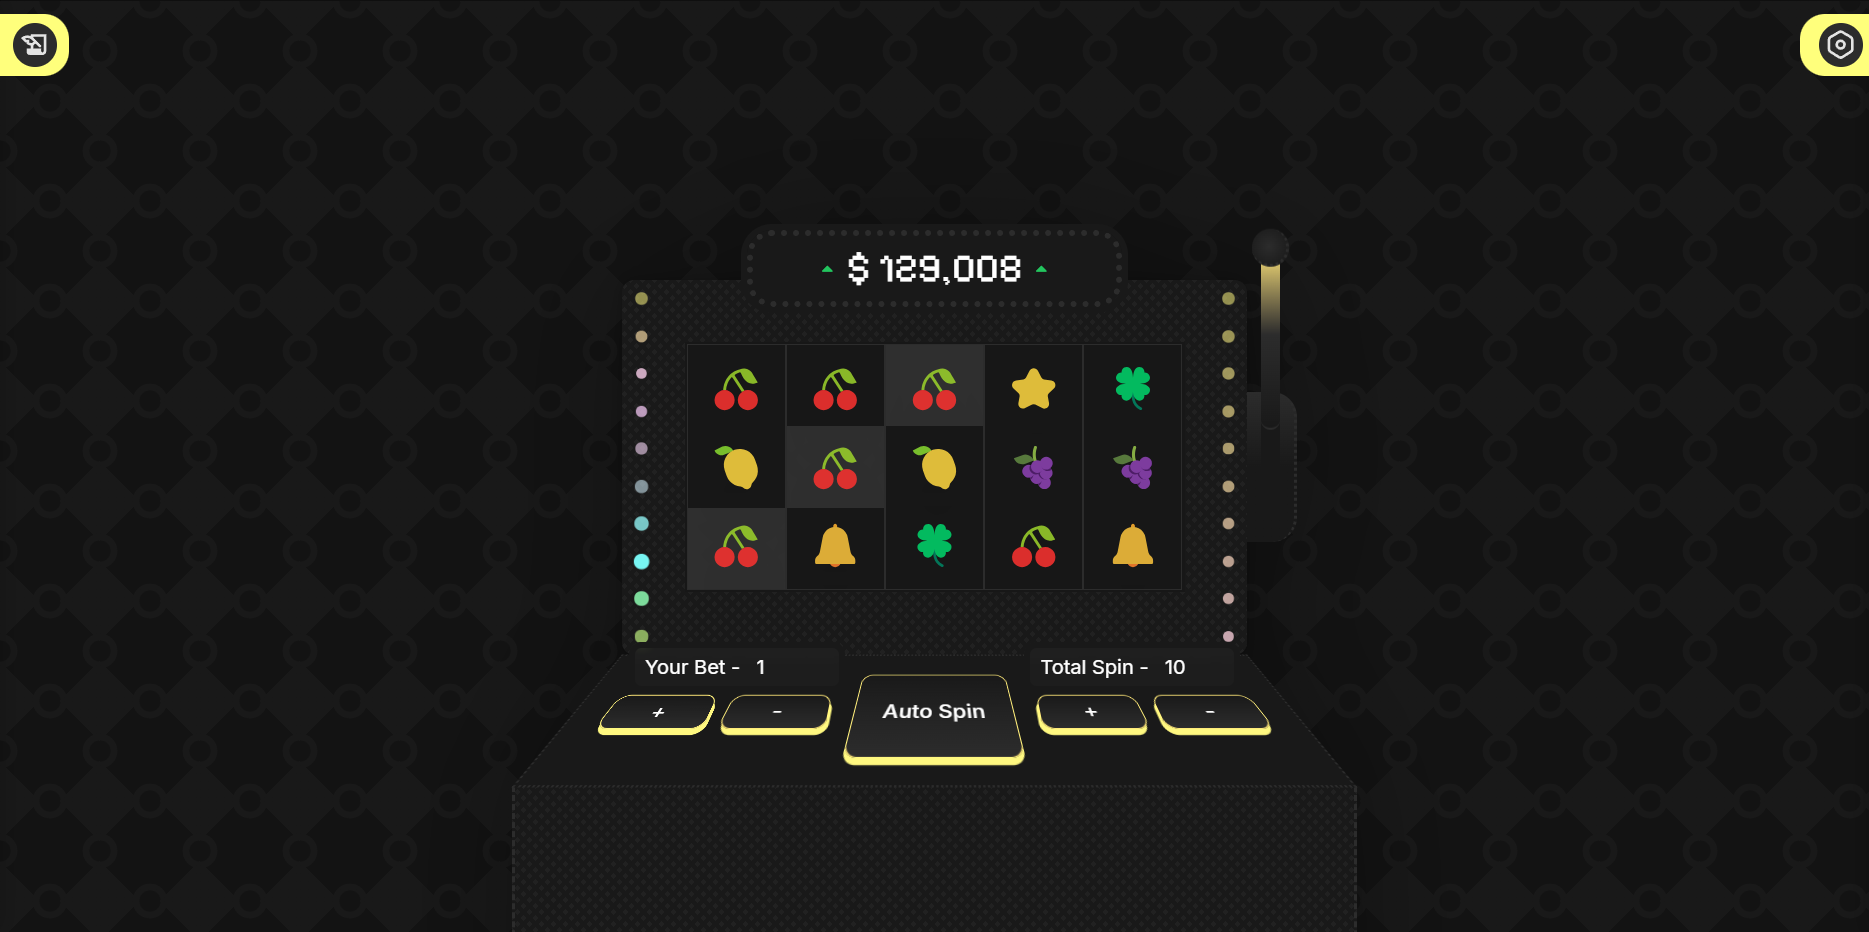 $ 129,008
Your Bet - 1
Total Spin - 10
+
-
Auto Spin
+
-